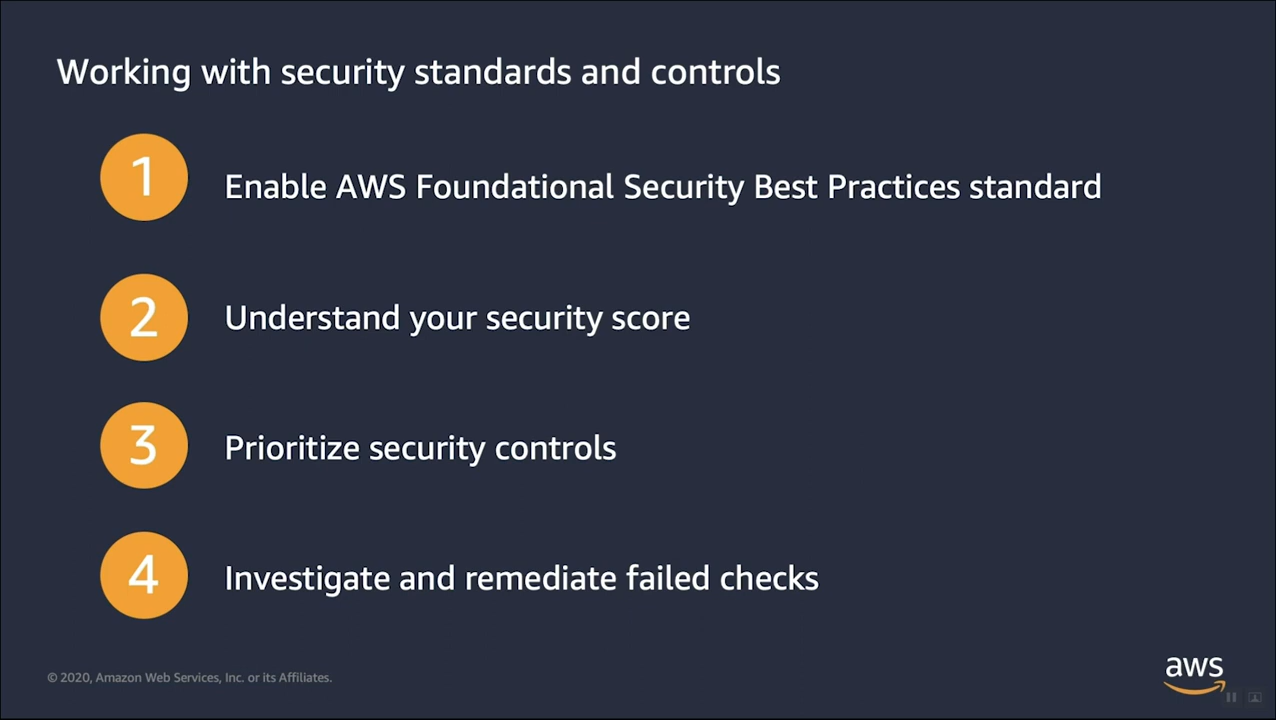 Working with security standards and controls
1
Enable AWS Foundational Security Best Practices standard
2
Understand your security score
3
Prioritize security controls
4
Investigate and remediate failed checks
© 2020, Amazon Web Services, Inc. or its Affiliates.
aws